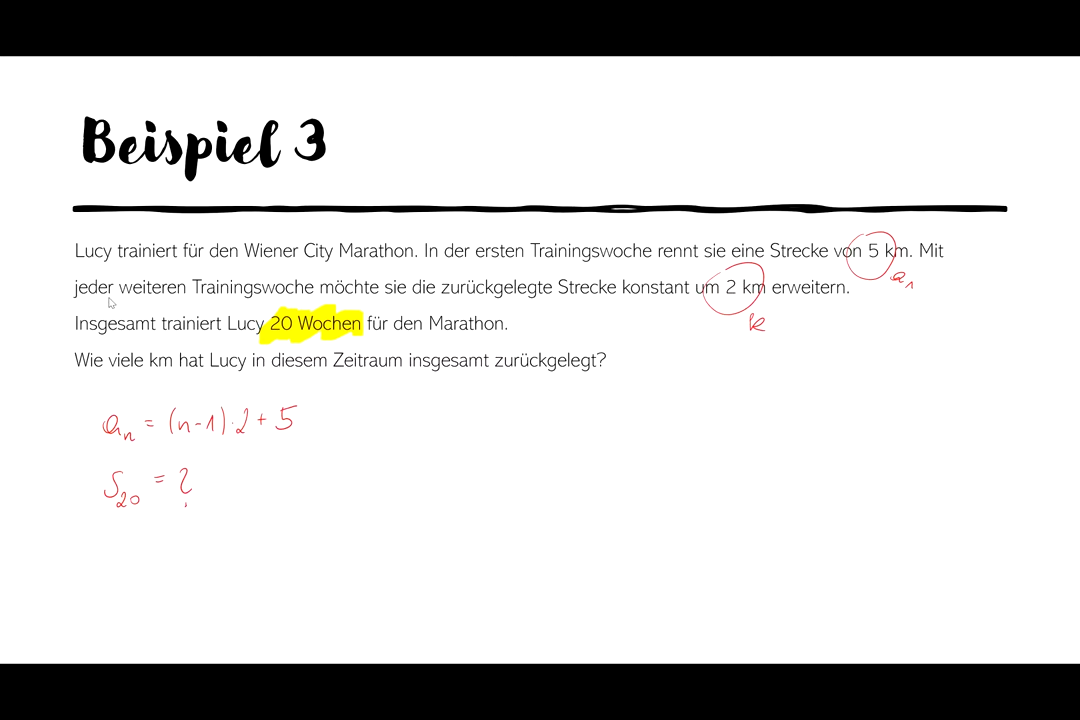 Beispiel 3
Lucy trainiert für den Wiener City Marathon. In der ersten Trainingswoche rennt sie eine Strecke von 5 km. Mit
a₁
jeder weiteren Trainingswoche möchte sie die zurückgelegte Strecke konstant um 2 km erweitern.
k
Insgesamt trainiert Lucy 20 Wochen für den Marathon.
Wie viele km hat Lucy in diesem Zeitraum insgesamt zurückgelegt?
aₙ = (n-1)·2 + 5
S₂₀ = ?